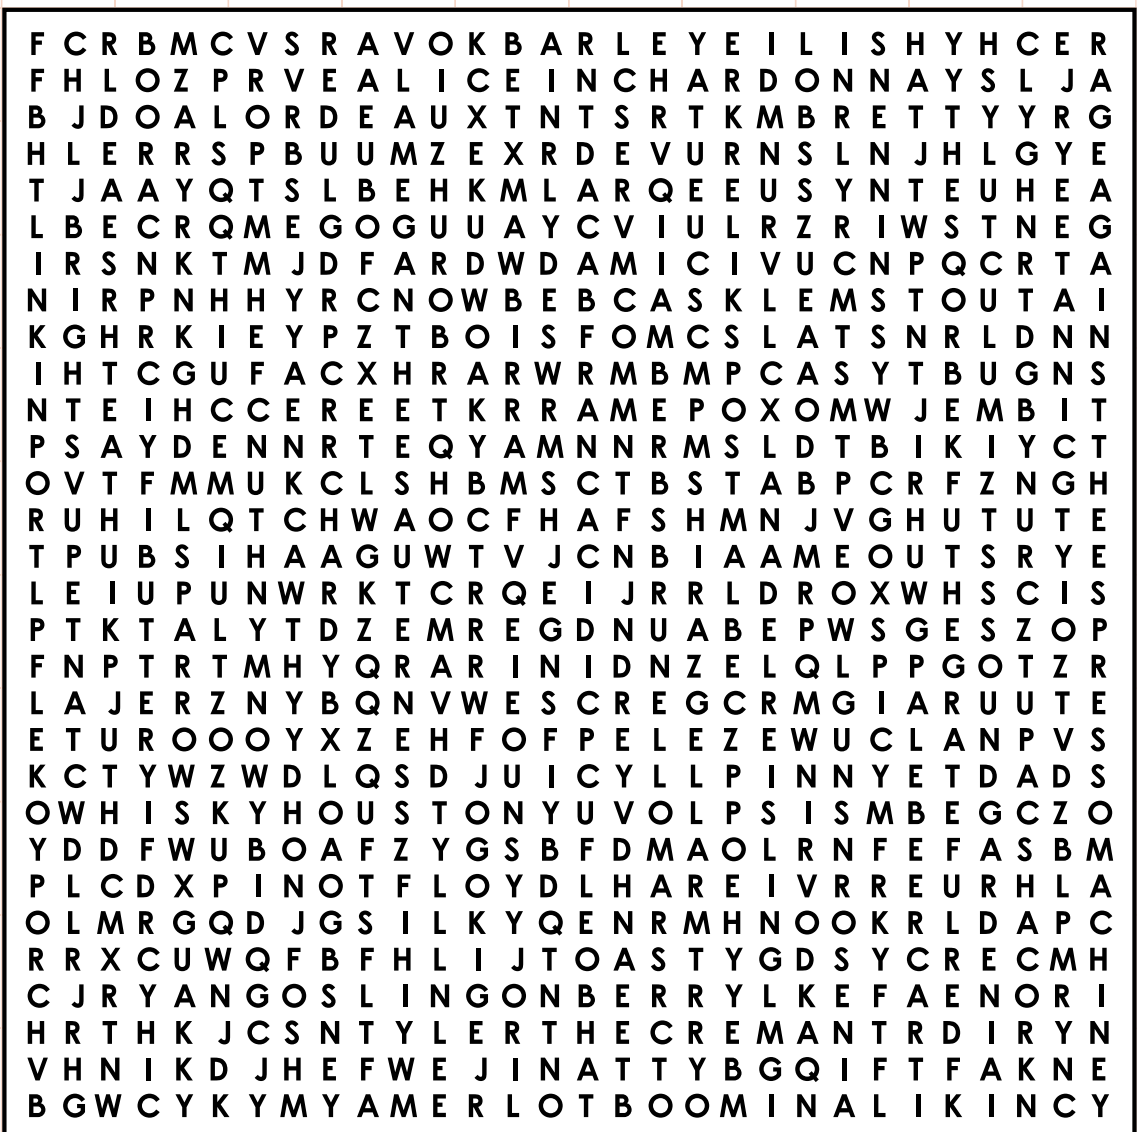 F C R B M C V S R A V O K B A R L E Y E I L I S H Y H C E R
F H L O Z P R V E A L I C E I N C H A R D O N N A Y S L J A
B J D O A L O R D E A U X T N T S R T K M B R E T T Y Y R G
H L E R R S P B U U M Z E X R D E V U R N S L N J H L G Y E
T J A A Y Q T S L B E H K M L A R Q E E U S Y N T E U H E A
L B E C R Q M E G O G U U A Y C V I U L R Z R I W S T N E G
I R S N K T M J D F A R D W D A M I C I V U C N P Q C R T A
N I R P N H H Y R C N O W B E B C A S K L E M S T O U T A I
K G H R K I E Y P Z T B O I S F O M C S L A T S N R L D N N
I H T C G U F A C X H R A R W R M B M P C A S Y T B U G N S
N T E I H C C E R E E T K R R A M E P O X O M W J E M B I T
P S A Y D E N N R T E Q Y A M N N R M S L D T B I K I Y C T
O V T F M M U K C L S H B M S C T B S T A B P C R F Z N G H
R U H I L Q T C H W A O C F H A F S H M N J V G H U T U T E
T P U B S I H A A G U W T V J C N B I A A M E O U T S R Y E
L E I U P U N W R K T C R Q E I J R R L D R O X W H S C I S
P T K T A L Y T D Z E M R E G D N U A B E P W S G E S Z O P
F N P T R T M H Y Q R A R I N I D N Z E L Q L P P G O T Z R
L A J E R Z N Y B Q N V W E S C R E G C R M G I A R U U T E
E T U R O O O Y X Z E H F O F P E L E Z E W U C L A N P V S
K C T Y W Z W D L Q S D J U I C Y L L P I N N Y E T D A D S
O W H I S K Y H O U S T O N Y U V O L P S I S M B E G C Z O
Y D D F W U B O A F Z Y G S B F D M A O L R N F E F A S B M
P L C D X P I N O T F L O Y D L H A R E I V R R E U R H L A
O L M R G Q D J G S I L K Y Q E N R M H N O O K R L D A P C
R R X C U W Q F B F H L I J T O A S T Y G D S Y C R E C M H
C J R Y A N G O S L I N G O N B E R R Y L K E F A E N O R I
H R T H K J C S N T Y L E R T H E C R E M A N T R D I R Y N
V H N I K D J H E F W E J I N A T T Y B G Q I F T F A K N E
B G W C Y K Y M Y A M E R L O T B O O M I N A L I K I N C Y